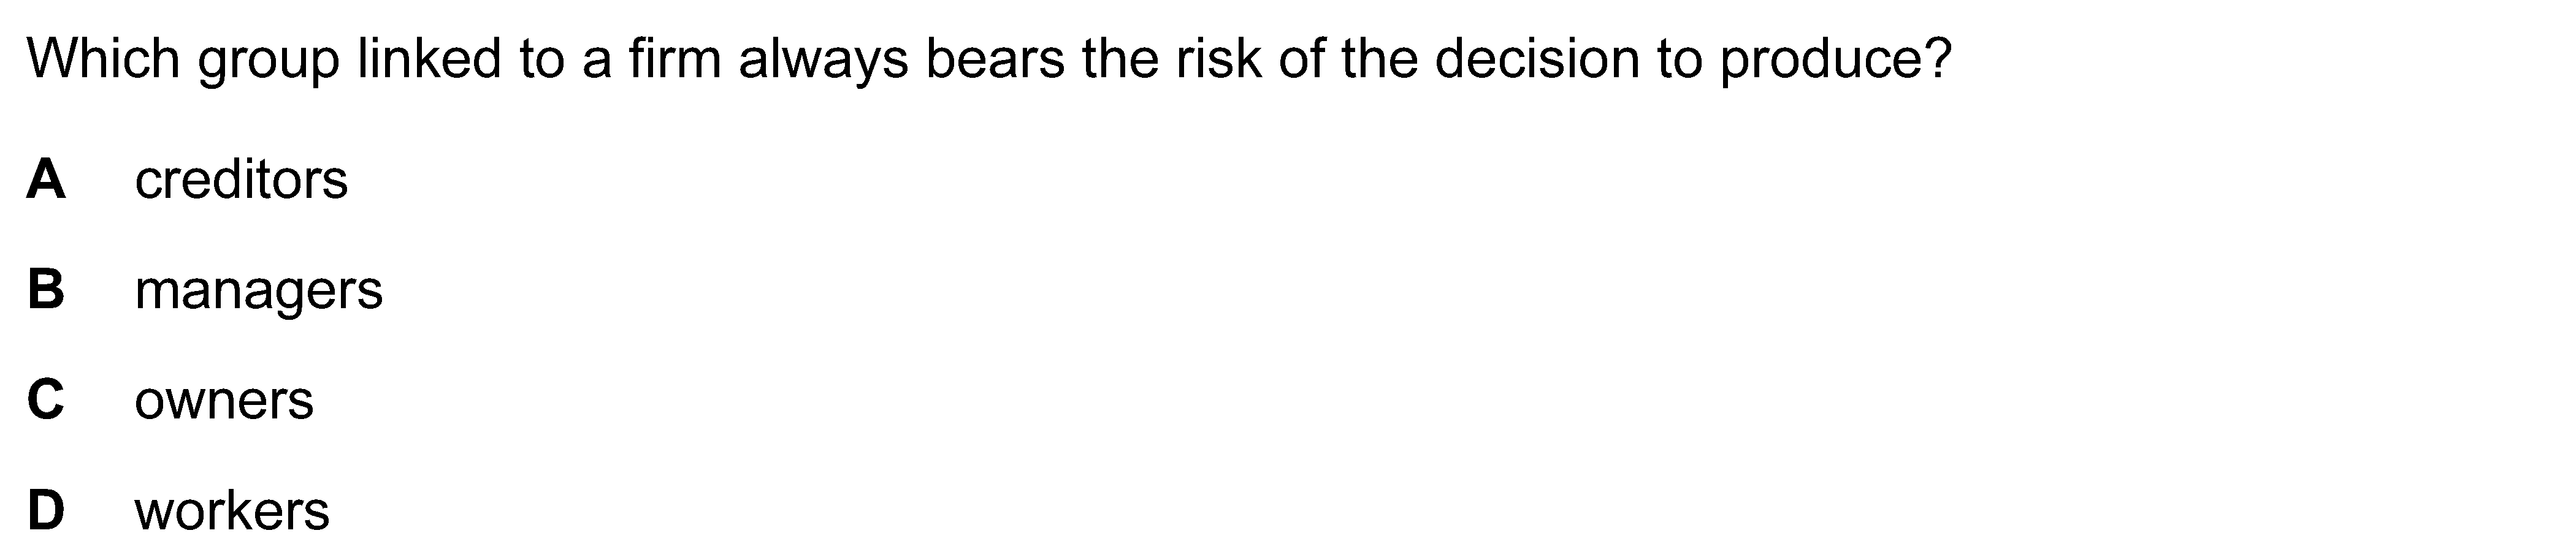 Which group linked to a firm always bears the risk of the decision to produce?
A creditors
B managers
C owners
D workers